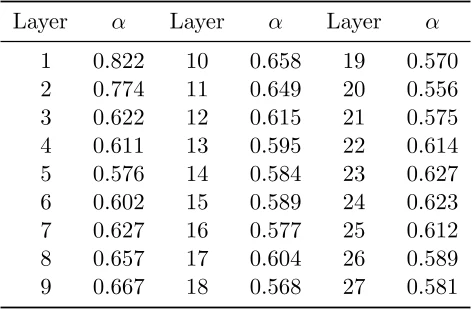 Layer α Layer α Layer α
1 0.822 10 0.658 19 0.570
2 0.774 11 0.649 20 0.556
3 0.622 12 0.615 21 0.575
4 0.611 13 0.595 22 0.614
5 0.576 14 0.584 23 0.627
6 0.602 15 0.589 24 0.623
7 0.627 16 0.577 25 0.612
8 0.657 17 0.604 26 0.589
9 0.667 18 0.568 27 0.581